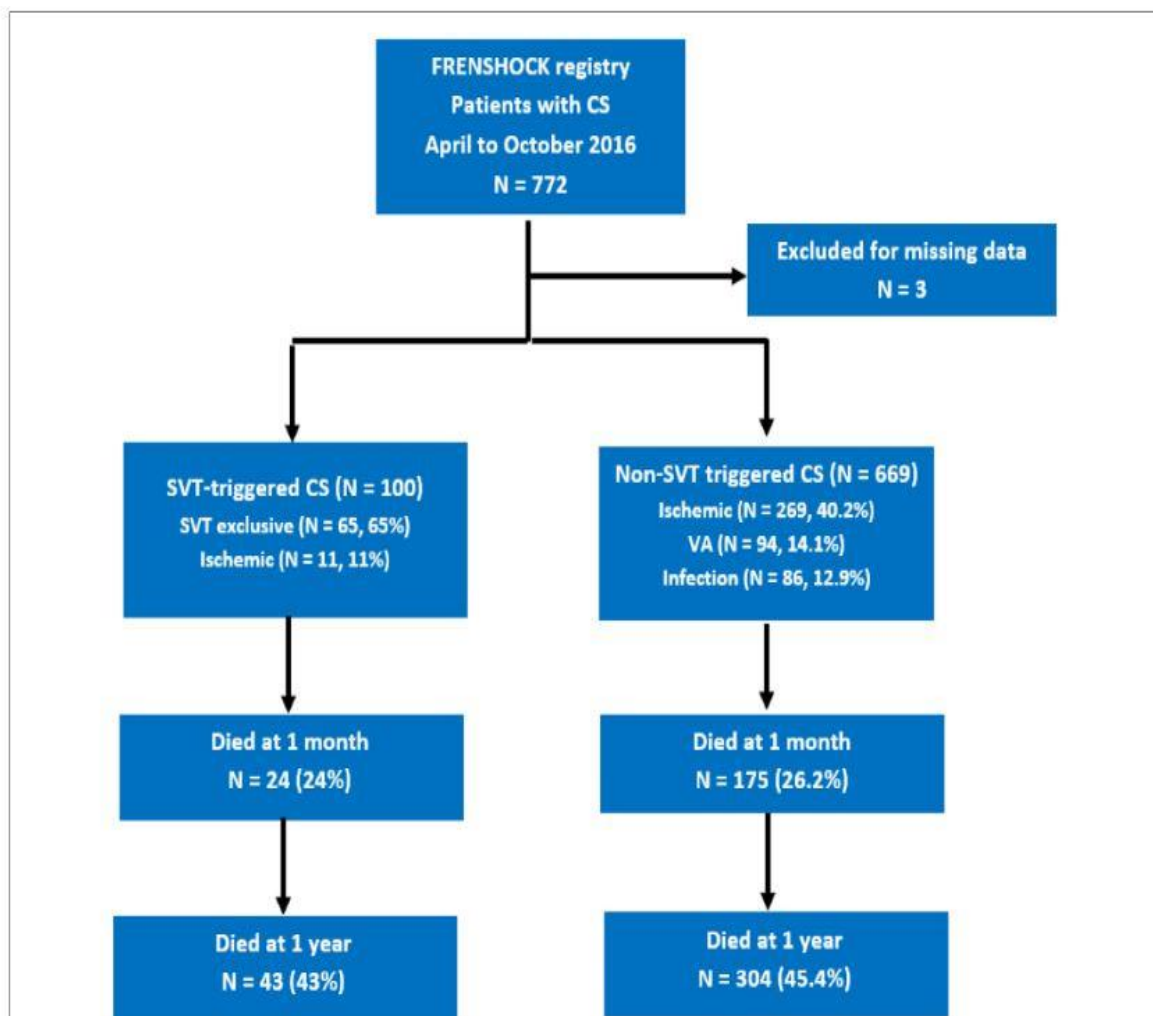 FRENSHOCK registry
Patients with CS
April to October 2016
N = 772
Excluded for missing data
N = 3
SVT-triggered CS (N = 100)
SVT exclusive (N = 65, 65%)
Ischemic (N = 11, 11%)
Non-SVT triggered CS (N = 669)
Ischemic (N = 269, 40.2%)
VA (N = 94, 14.1%)
Infection (N = 86, 12.9%)
Died at 1 month
N = 24 (24%)
Died at 1 month
N = 175 (26.2%)
Died at 1 year
N = 43 (43%)
Died at 1 year
N = 304 (45.4%)